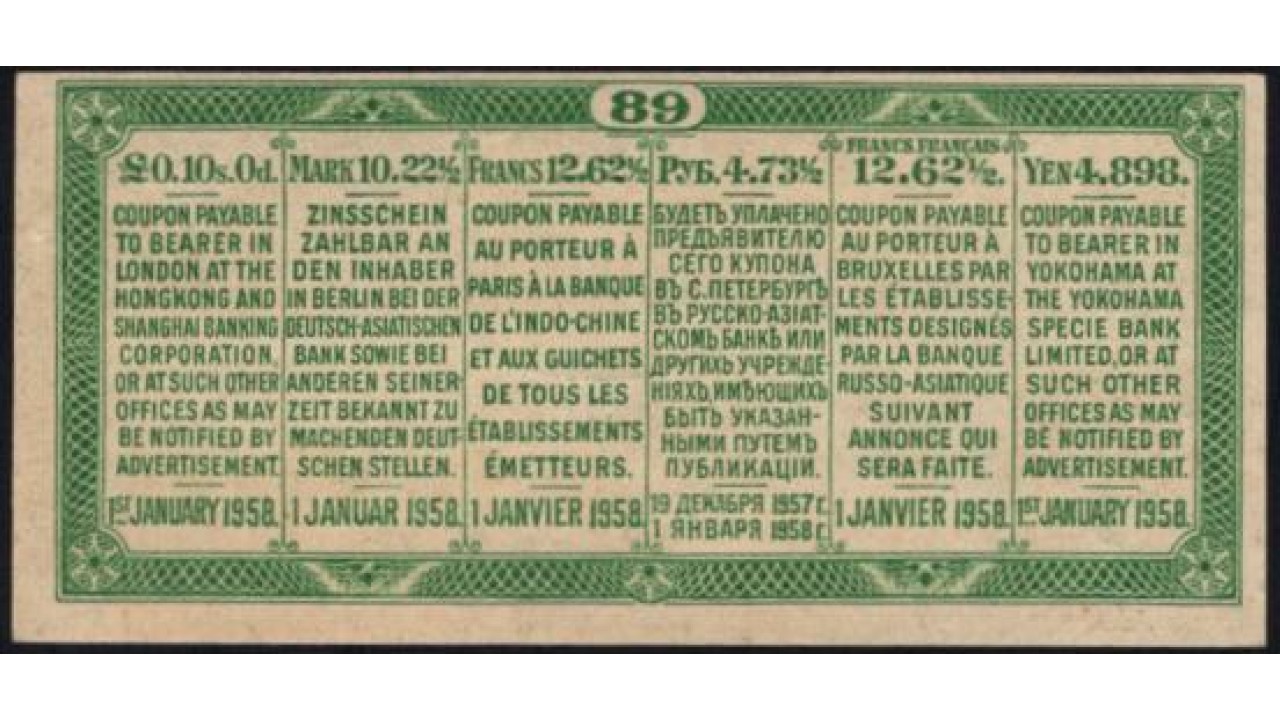 89
£0.10s.0d.
COUPON PAYABLE
TO BEARER IN
LONDON AT THE
HONGKONG AND
SHANGHAI BANKING
CORPORATION,
OR AT SUCH OTHER
OFFICES AS MAY
BE NOTIFIED BY
ADVERTISEMENT.
1ST JANUARY 1958.
MARK 10.22½
ZINSSCHEIN
ZAHLBAR AN
DEN INHABER
IN BERLIN BEI DER
DEUTSCH-ASIATISCHEN
BANK SOWIE BEI
ANDEREN SEINER-
ZEIT BEKANNT ZU
MACHENDEN DEUT-
SCHEN STELLEN.
1 JANUAR 1958.
FRANCS 12.62½
COUPON PAYABLE
AU PORTEUR À
PARIS À LA BANQUE
DE L'INDO-CHINE
ET AUX GUICHETS
DE TOUS LES
ÉTABLISSEMENTS
ÉMETTEURS.
1 JANVIER 1958.
РУБ. 4.73½
БУДЕТЪ УПЛАЧЕНО
ПРЕДЪЯВИТЕЛЮ
СЕГО КУПОНА
ВЪ С.ПЕТЕРБУРГѢ
ВЪ РУССКО-АЗІАТ-
СКОМЪ БАНКѢ ИЛИ
ДРУГИХЪ УЧРЕЖДЕ-
НІЯХЪ, ИМѢЮЩИХЪ
БЫТЬ УКАЗАН-
НЫМИ ПУТЕМЪ
ПУБЛИКАЦІИ.
19 ДЕКАБРЯ 1957 г.
1 ЯНВАРЯ 1958 г.
FRANCS FRANÇAIS
12.62½.
COUPON PAYABLE
AU PORTEUR À
BRUXELLES PAR
LES ÉTABLISSE-
MENTS DESIGNÉS
PAR LA BANQUE
RUSSO-ASIATIQUE
SUIVANT
ANNONCE QUI
SERA FAITE.
1 JANVIER 1958.
YEN 4.898.
COUPON PAYABLE
TO BEARER IN
YOKOHAMA AT
THE YOKOHAMA
SPECIE BANK
LIMITED, OR AT
SUCH OTHER
OFFICES AS MAY
BE NOTIFIED BY
ADVERTISEMENT.
1ST JANUARY 1958.